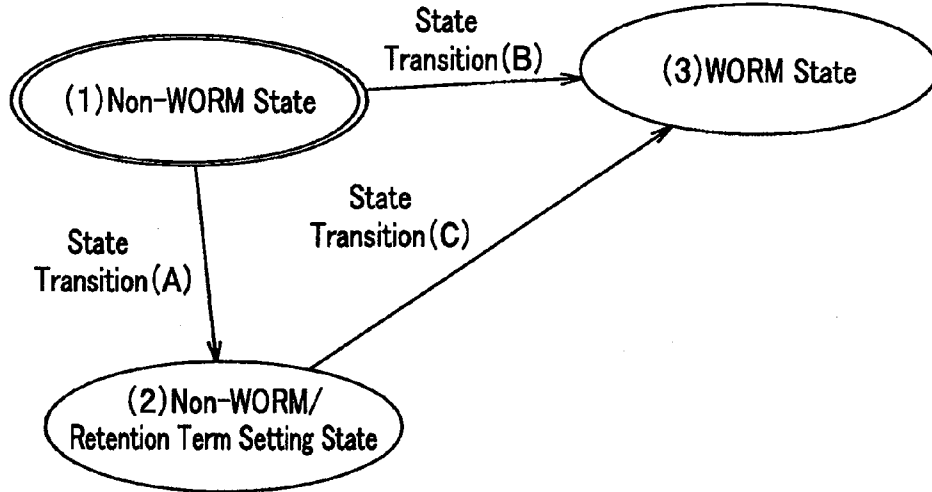 State
Transition(B)
(1)Non-WORM State
(3)WORM State
State
Transition(C)
State
Transition(A)
(2)Non-WORM/
Retention Term Setting State